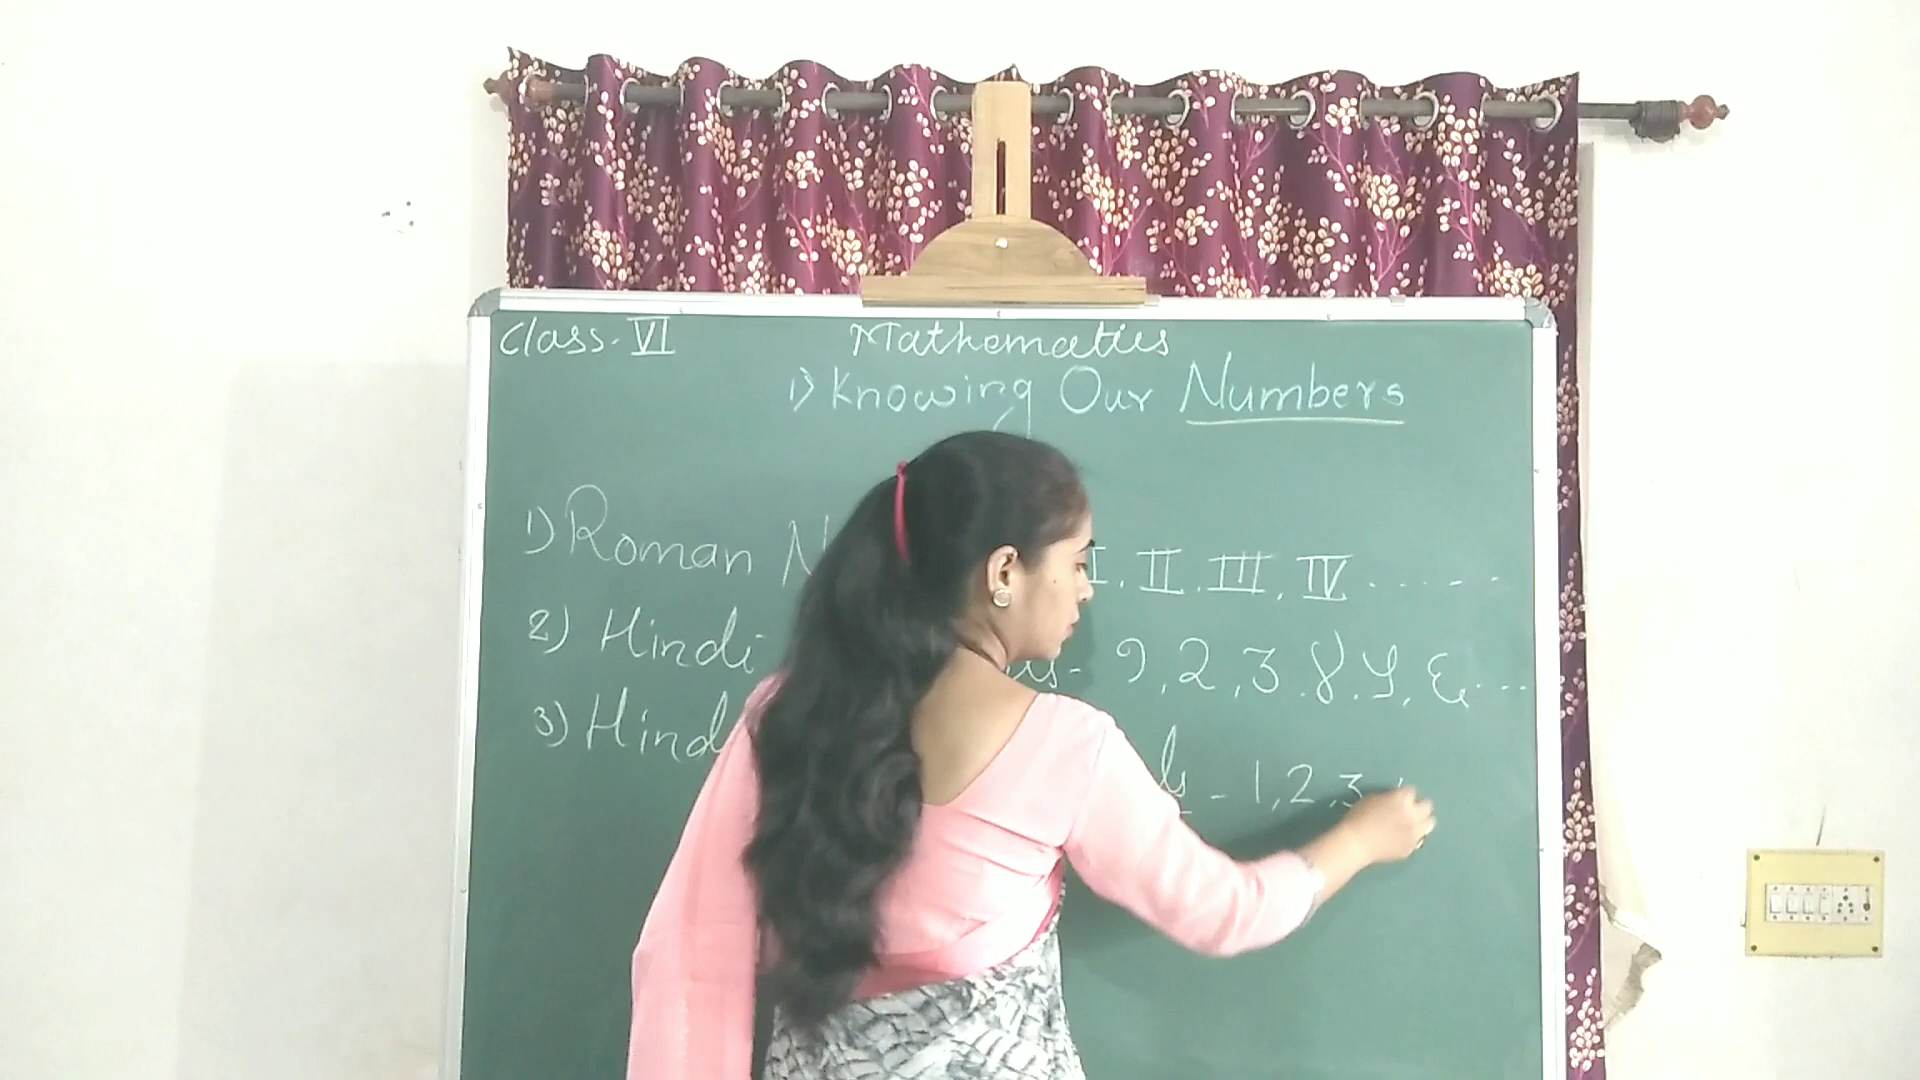 Class-VI
Mathematics
1) Knowing Our Numbers
1) Roman I, II, III, IV......
2) Hindi - १,२,३,४,५,६....
3) - 1,2,3